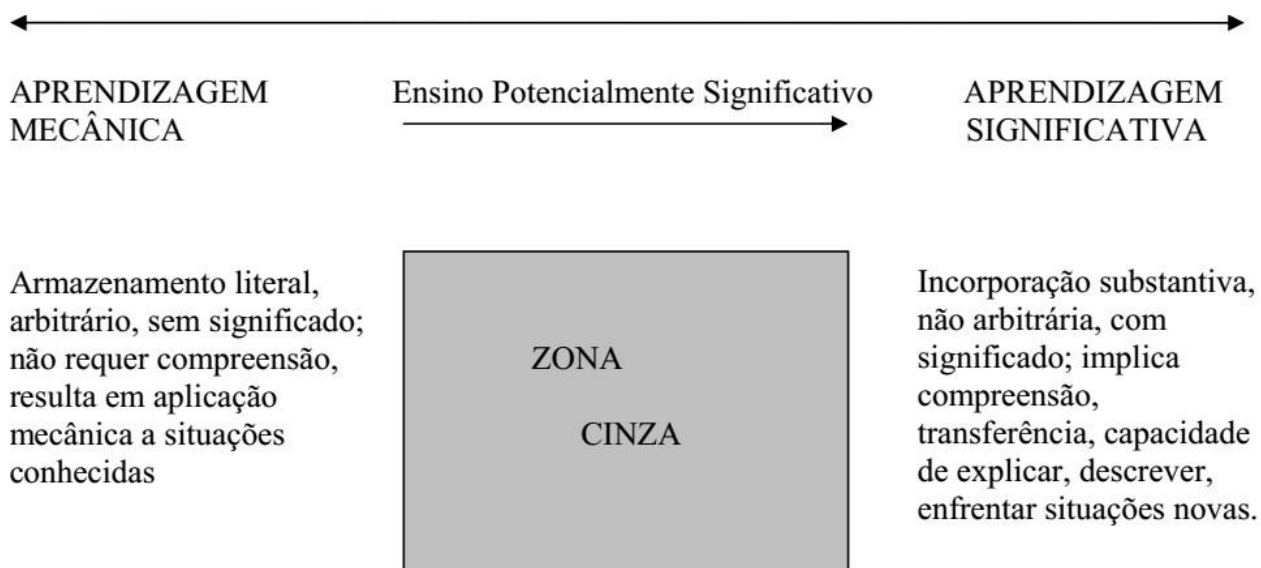 APRENDIZAGEM
MECÂNICA
Ensino Potencialmente Significativo
APRENDIZAGEM
SIGNIFICATIVA
Armazenamento literal,
arbitrário, sem significado;
não requer compreensão,
resulta em aplicação
mecânica a situações
conhecidas
ZONA
CINZA
Incorporação substantiva,
não arbitrária, com
significado; implica
compreensão,
transferência, capacidade
de explicar, descrever,
enfrentar situações novas.